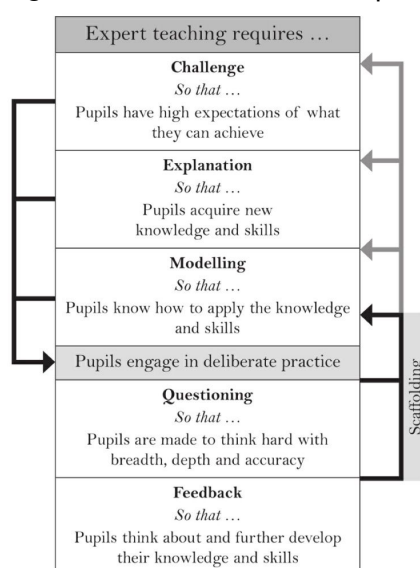 Expert teaching requires …
Challenge
So that …
Pupils have high expectations of what
they can achieve
Explanation
So that …
Pupils acquire new
knowledge and skills
Modelling
So that …
Pupils know how to apply the knowledge
and skills
Pupils engage in deliberate practice
Questioning
So that …
Pupils are made to think hard with
breadth, depth and accuracy
Feedback
So that …
Pupils think about and further develop
their knowledge and skills
Scaffolding